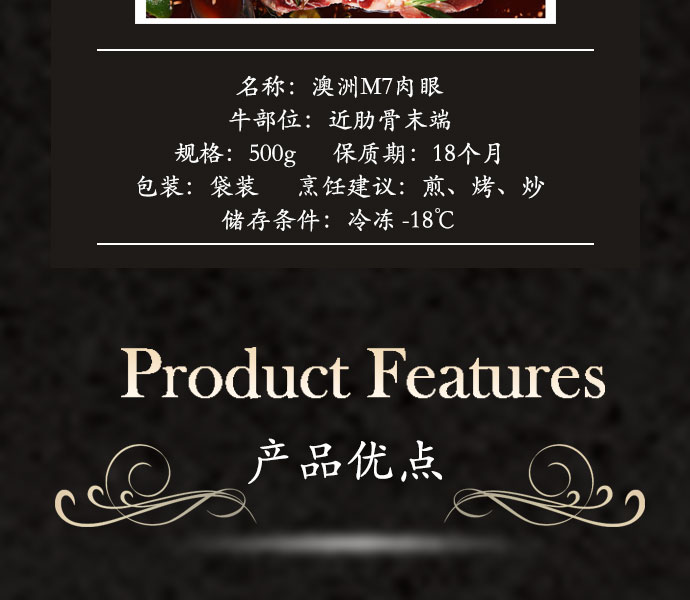 名称：澳洲M7肉眼
牛部位：近肋骨末端
规格：500g 保质期：18个月
包装：袋装 烹饪建议：煎、烤、炒
储存条件：冷冻 -18℃
Product Features
产品优点